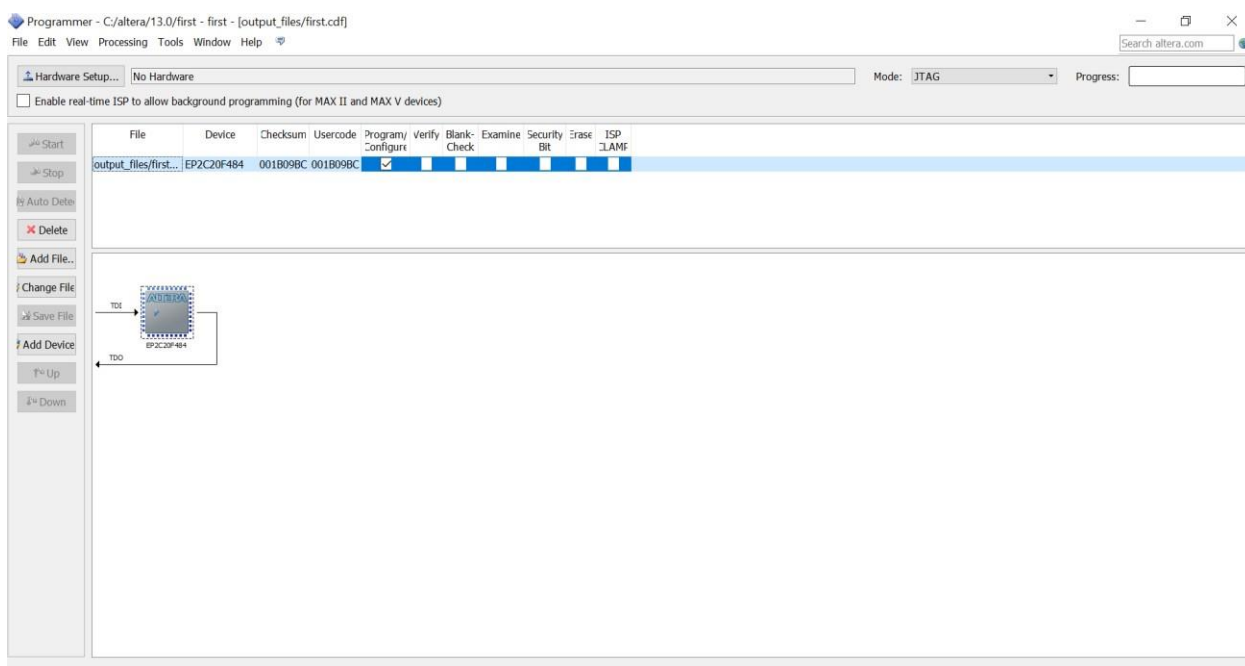 Programmer - C:/altera/13.0/first - first - [output_files/first.cdf]
File Edit View Processing Tools Window Help
Search altera.com
Hardware Setup... No Hardware Mode: JTAG Progress:
Enable real-time ISP to allow background programming (for MAX II and MAX V devices)
File Device Checksum Usercode Program/ Verify Blank- Examine Security Erase ISP
Configure Check Bit CLAMP
output_files/first... EP2C20F484 001B09BC 001B09BC
Start
Stop
Auto Dete
Delete
Add File..
Change File
Save File
Add Device
Up
Down
TDI
ALTERA
EP2C20F484
TDO